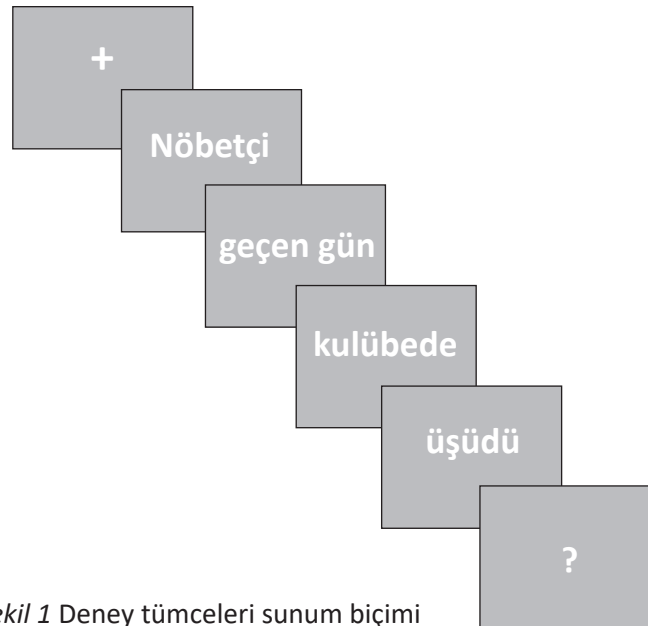 +
Nöbetçi
geçen gün
kulübede
üşüdü
?
ekil 1 Deney tümceleri sunum biçimi